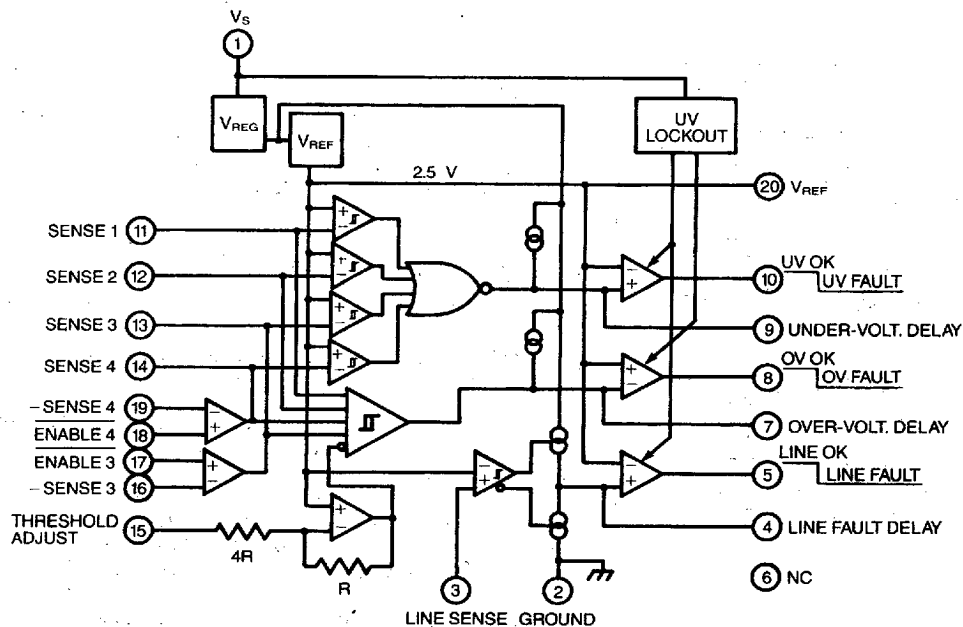 VS
1
VREG
VREF
UV
LOCKOUT
2.5 V
20 VREF
SENSE 1 11
SENSE 2 12
SENSE 3 13
SENSE 4 14
−SENSE 4 19
ENABLE 4 18
ENABLE 3 17
−SENSE 3 16
THRESHOLD
ADJUST
15
4R
R
+
−
+
−
+
−
+
−
−
+
−
+
+
−
−
+
−
+
+
−
−
+
10 UV OK
UV FAULT
9 UNDER-VOLT. DELAY
8 OV OK
OV FAULT
7 OVER-VOLT. DELAY
5 LINE OK
LINE FAULT
4 LINE FAULT DELAY
6 NC
3
2
LINE SENSE GROUND